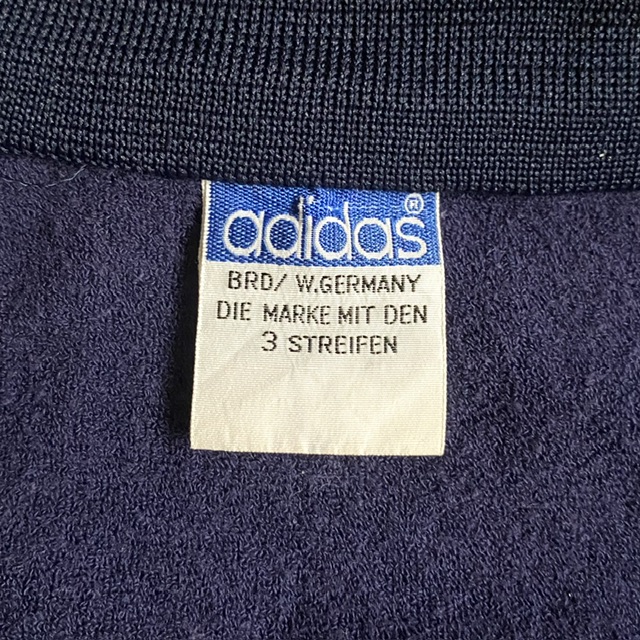 adidas®
BRD/ W.GERMANY
DIE MARKE MIT DEN
3 STREIFEN